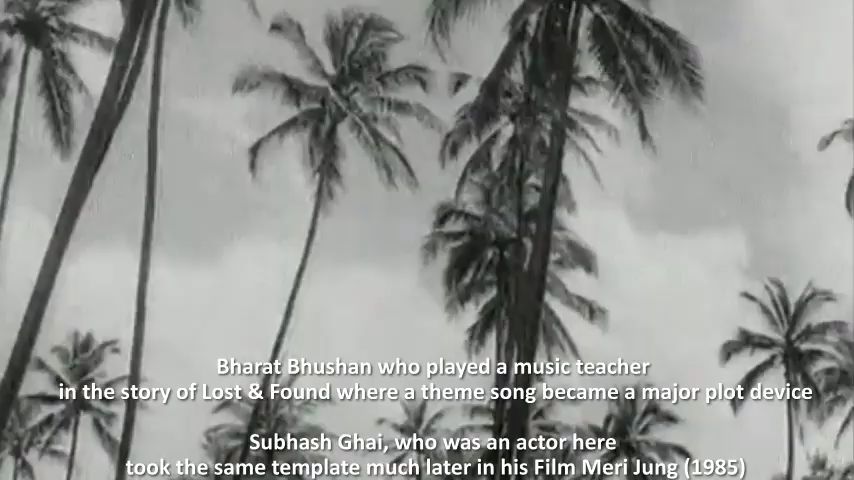 Bharat Bhushan who played a music teacher
in the story of Lost & Found where a theme song became a major plot device
Subhash Ghai, who was an actor here
took the same template much later in his Film Meri Jung (1985)